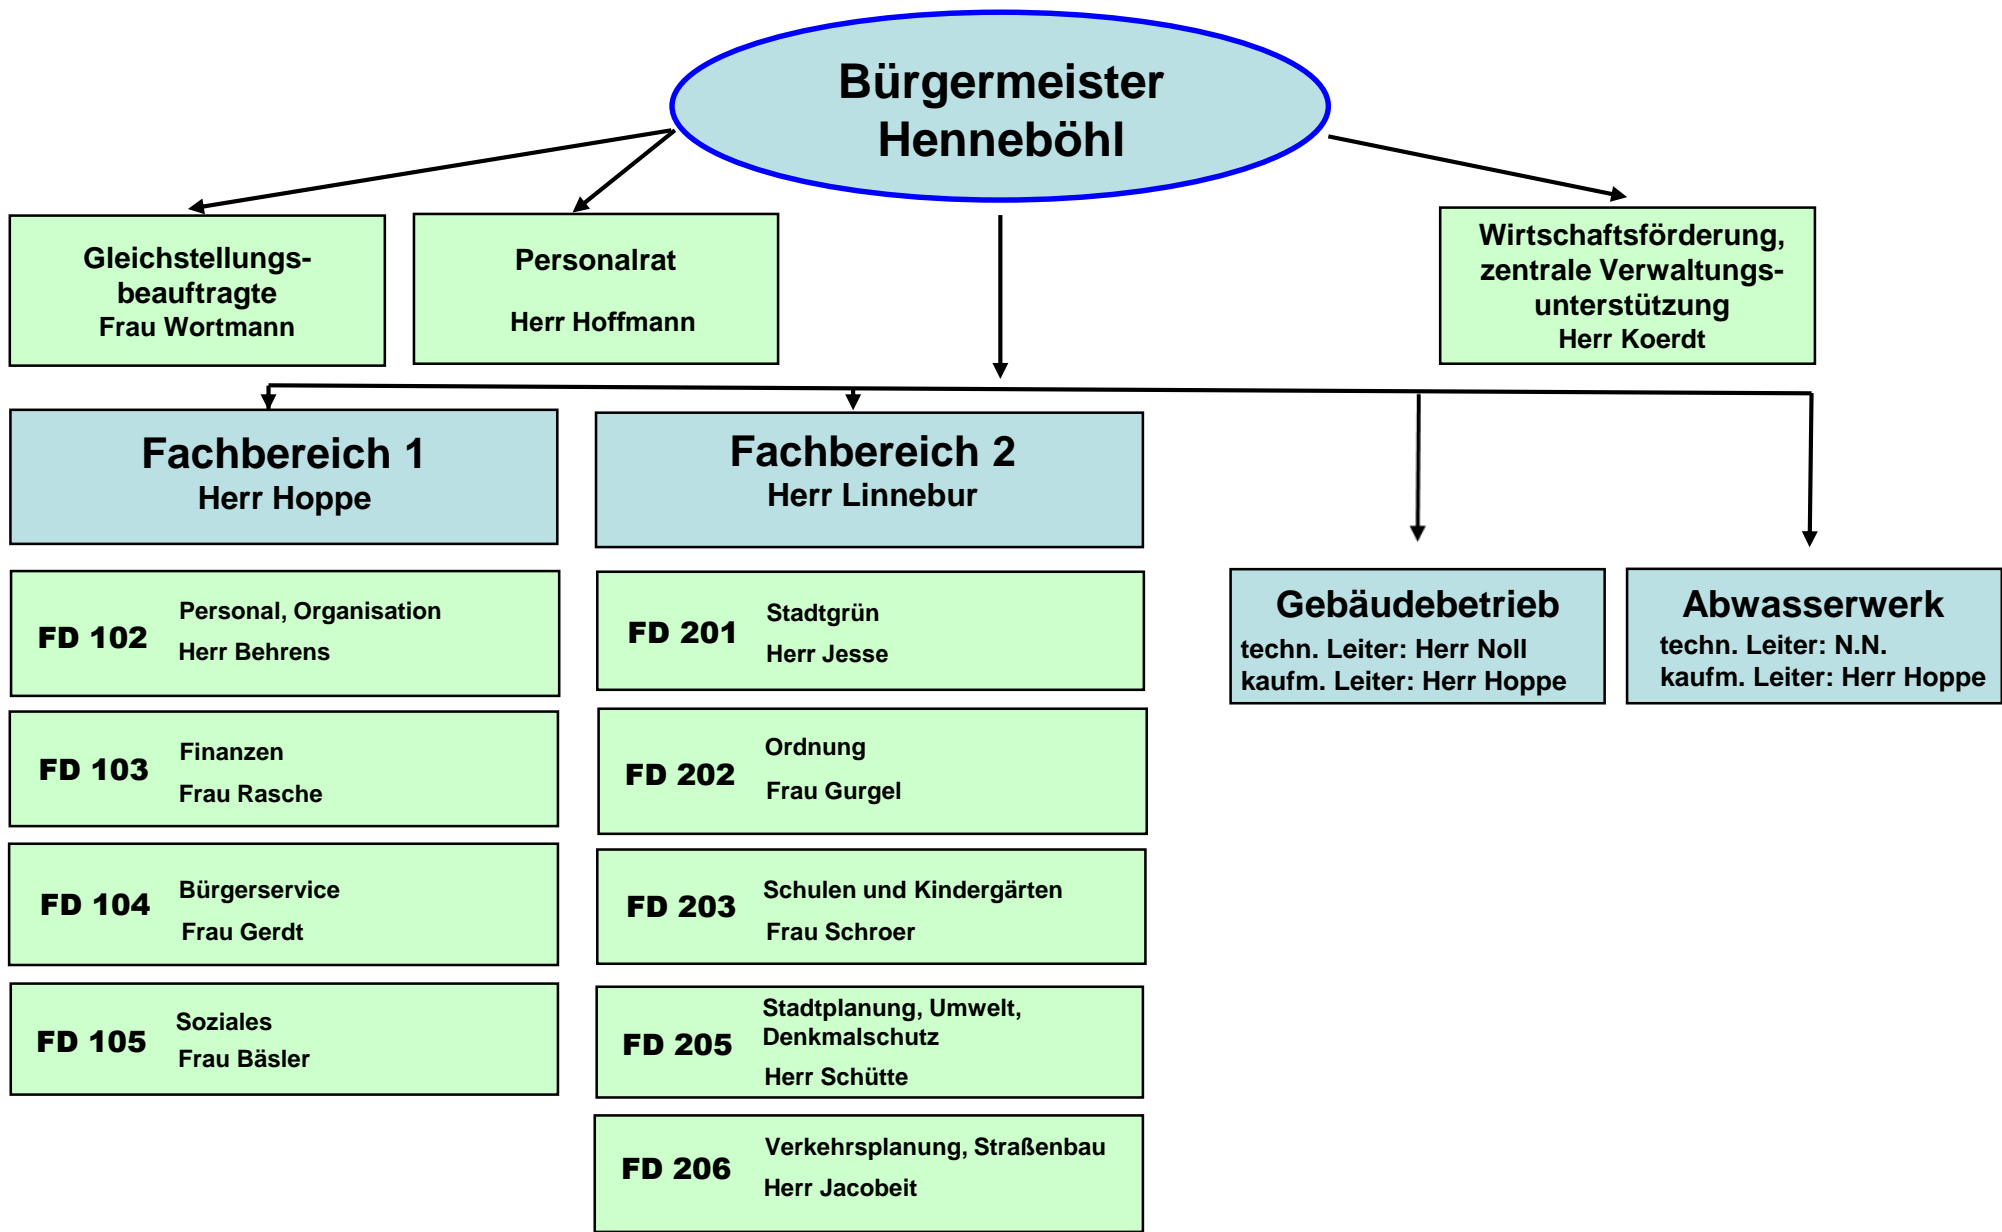 Bürgermeister
Henneböhl
Gleichstellungs-
beauftragte
Frau Wortmann
Personalrat
Herr Hoffmann
Wirtschaftsförderung,
zentrale Verwaltungs-
unterstützung
Herr Koerdt
Fachbereich 1
Herr Hoppe
Fachbereich 2
Herr Linnebur
FD 102
Personal, Organisation
Herr Behrens
FD 103
Finanzen
Frau Rasche
FD 104
Bürgerservice
Frau Gerdt
FD 105
Soziales
Frau Bäsler
FD 201
Stadtgrün
Herr Jesse
FD 202
Ordnung
Frau Gurgel
FD 203
Schulen und Kindergärten
Frau Schroer
FD 205
Stadtplanung, Umwelt,
Denkmalschutz
Herr Schütte
FD 206
Verkehrsplanung, Straßenbau
Herr Jacobeit
Gebäudebetrieb
techn. Leiter: Herr Noll
kaufm. Leiter: Herr Hoppe
Abwasserwerk
techn. Leiter: N.N.
kaufm. Leiter: Herr Hoppe